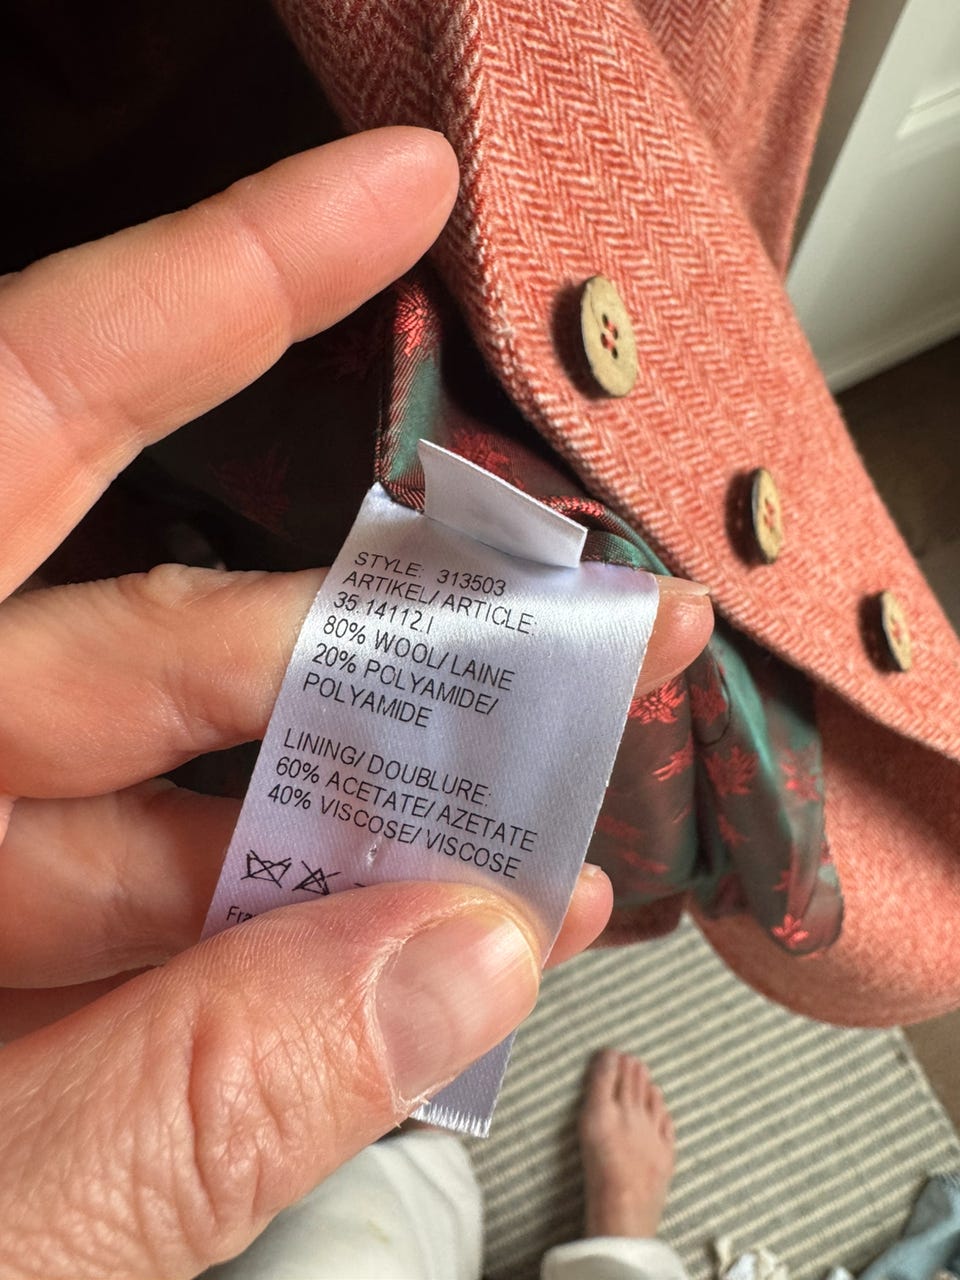 STYLE: 313503
ARTIKEL/ ARTICLE:
35.14112.I
80% WOOL/ LAINE
20% POLYAMIDE/
POLYAMIDE
LINING/ DOUBLURE:
60% ACETATE/ AZETATE
40% VISCOSE/ VISCOSE